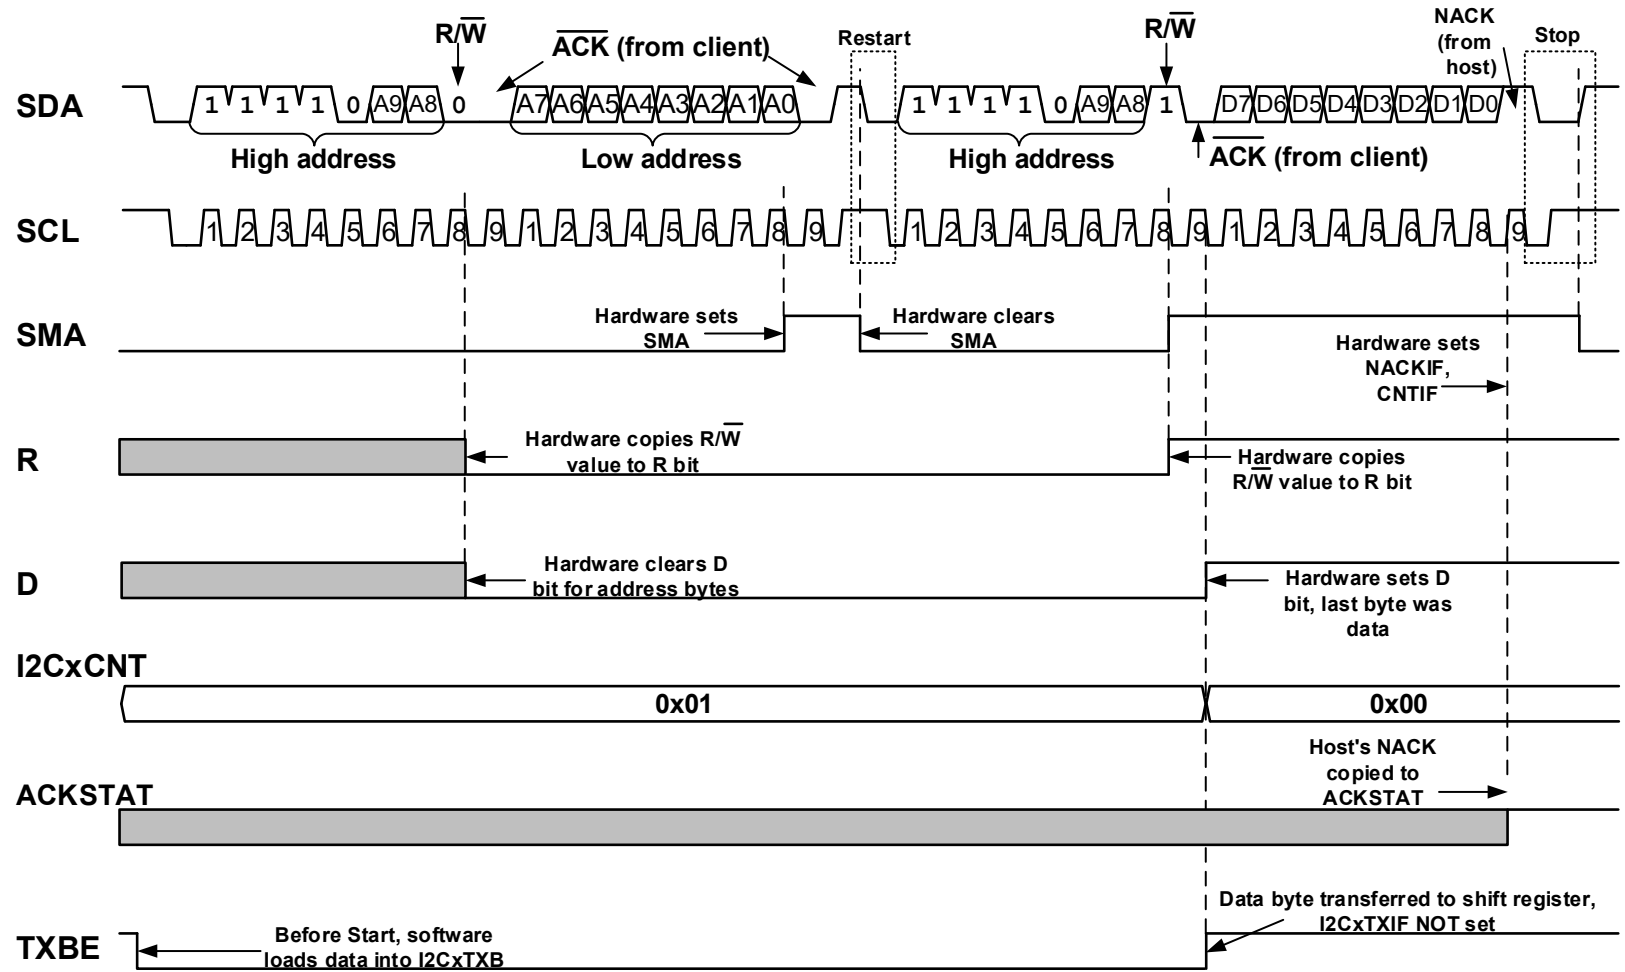 R/W
ACK (from client)
Restart
R/W
NACK
(from
host)
Stop
SDA
1 1 1 1 0 A9 A8 0 A7 A6 A5 A4 A3 A2 A1 A0 1 1 1 1 0 A9 A8 1 D7 D6 D5 D4 D3 D2 D1 D0
High address
Low address
High address
ACK (from client)
SCL
1 2 3 4 5 6 7 8 9 1 2 3 4 5 6 7 8 9 1 2 3 4 5 6 7 8 9 1 2 3 4 5 6 7 8 9
SMA
Hardware sets
SMA
Hardware clears
SMA
Hardware sets
NACKIF,
CNTIF
R
Hardware copies R/W
value to R bit
Hardware copies
R/W value to R bit
D
Hardware clears D
bit for address bytes
Hardware sets D
bit, last byte was
data
I2CxCNT
0x01
0x00
ACKSTAT
Host's NACK
copied to
ACKSTAT
TXBE
Before Start, software
loads data into I2CxTXB
Data byte transferred to shift register,
I2CxTXIF NOT set